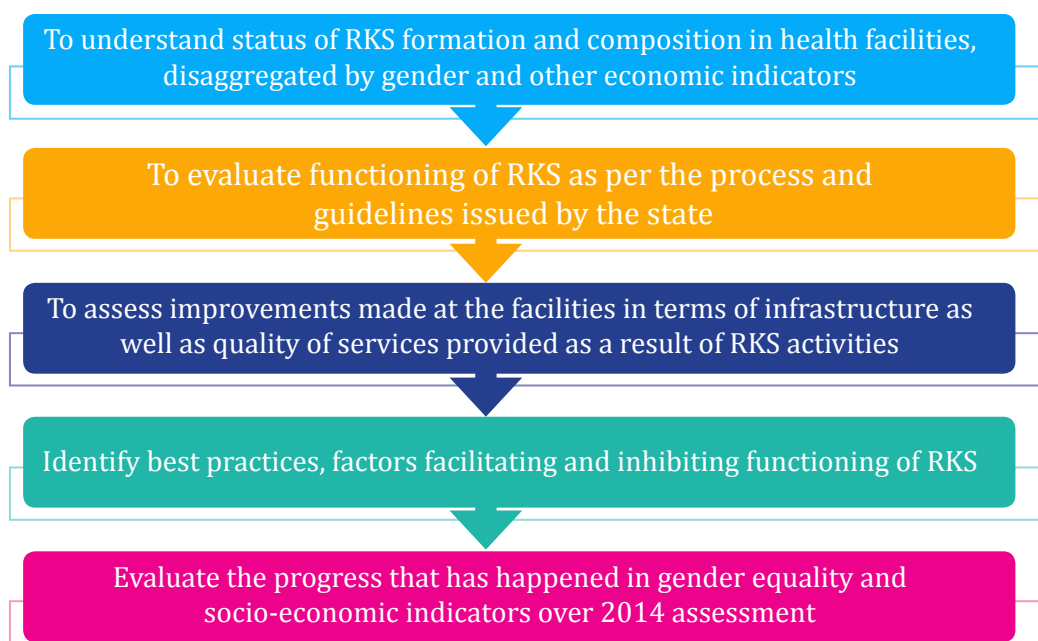 To understand status of RKS formation and composition in health facilities,
disaggregated by gender and other economic indicators
To evaluate functioning of RKS as per the process and
guidelines issued by the state
To assess improvements made at the facilities in terms of infrastructure as
well as quality of services provided as a result of RKS activities
Identify best practices, factors facilitating and inhibiting functioning of RKS
Evaluate the progress that has happened in gender equality and
socio-economic indicators over 2014 assessment